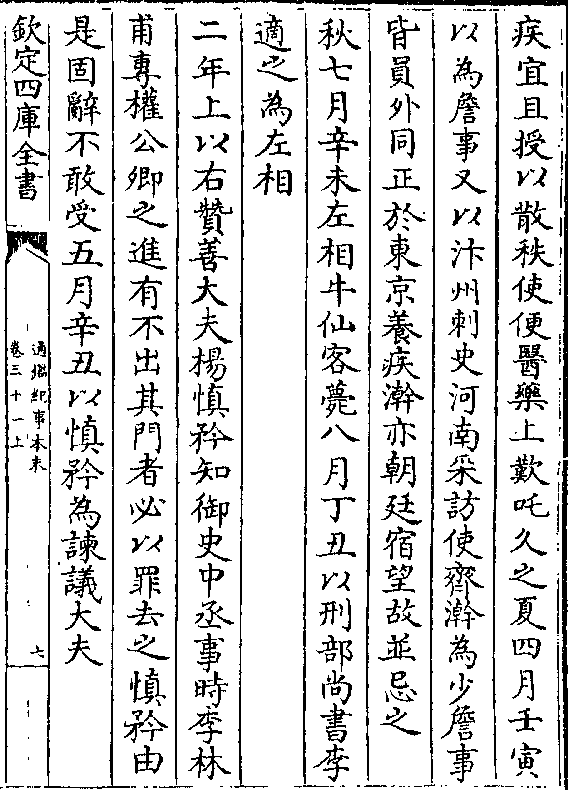 疾宜且授以散秩使便醫藥上歎吒久之夏四月壬寅
以為詹事又以汴州刺史河南采訪使齊澣為少詹事
皆員外同正於東京養疾澣亦朝廷宿望故並忌之
秋七月辛未左相牛仙客薨八月丁丑以刑部尚書李
適之為左相
二年上以右贊善大夫楊慎矜知御史中丞事時李林
甫專權公卿之進有不出其門者必以罪去之慎矜由
是固辭不敢受五月辛丑以慎矜為諫議大夫
欽定四庫全書
通鑑紀事本末
卷三十一上
七